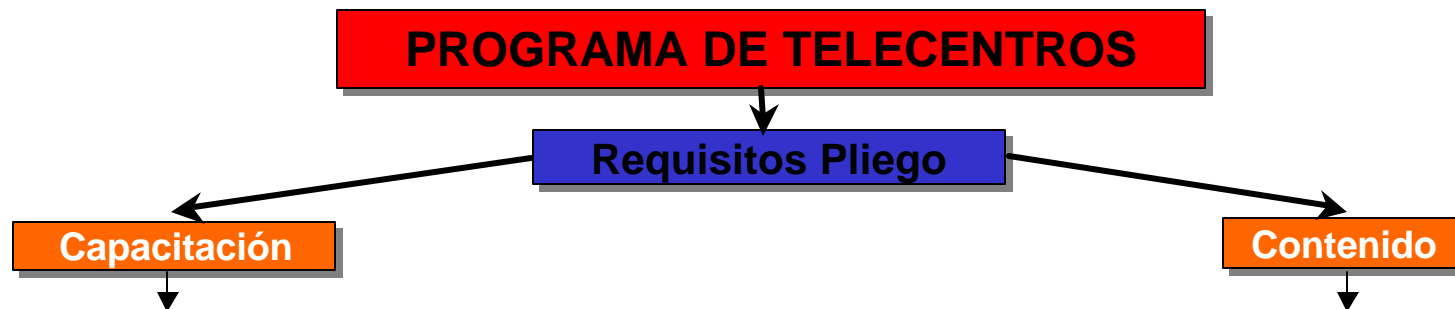 PROGRAMA DE TELECENTROS
Requisitos Pliego
Capacitación
Contenido